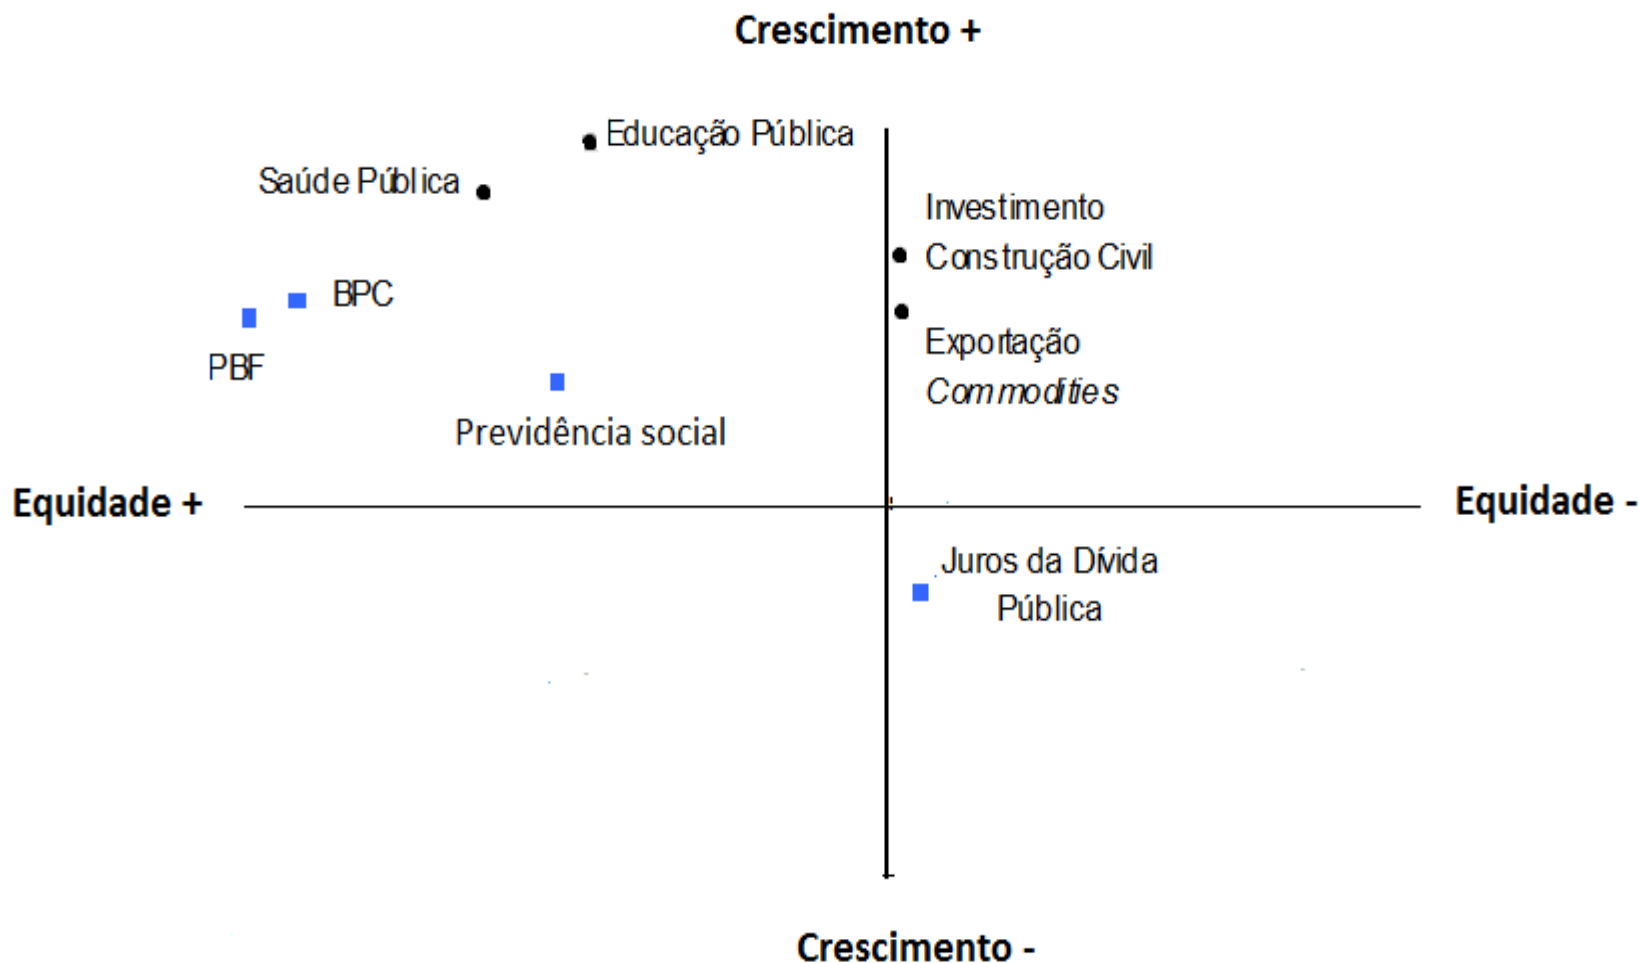 Crescimento +
Educação Pública
Saúde Pública
Investimento
Construção Civil
BPC
PBF
Exportação
Commodities
Previdência social
Equidade +
Equidade -
Juros da Dívida
Pública
Crescimento -